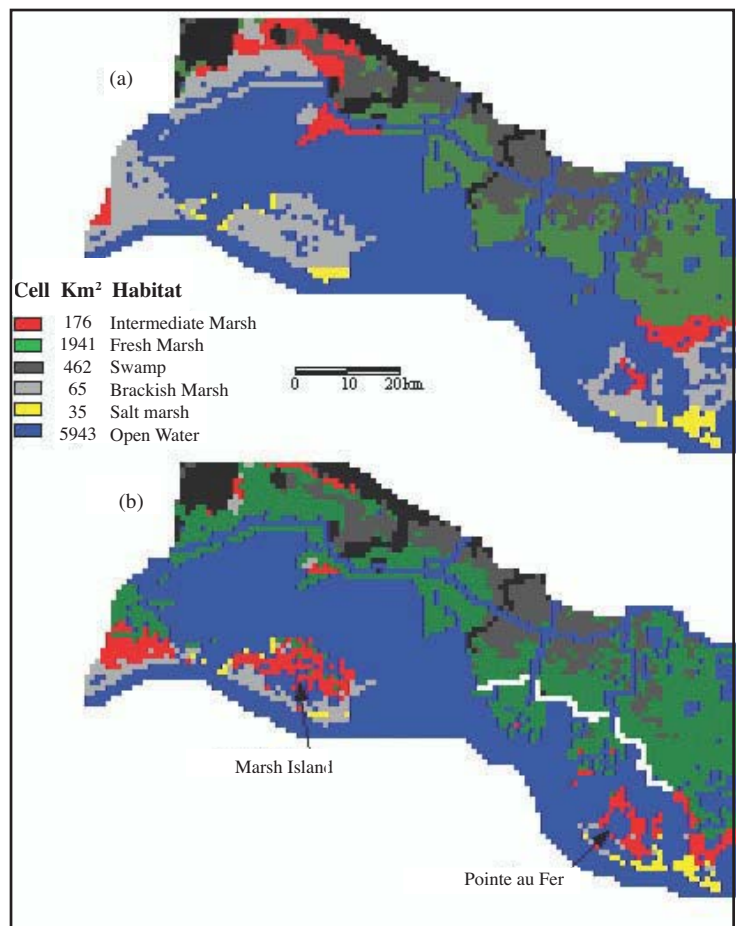 (a)
Cell Km² Habitat
176 Intermediate Marsh
1941 Fresh Marsh
462 Swamp
65 Brackish Marsh
35 Salt marsh
5943 Open Water
0 10 20km
(b)
Marsh Island
Pointe au Fer